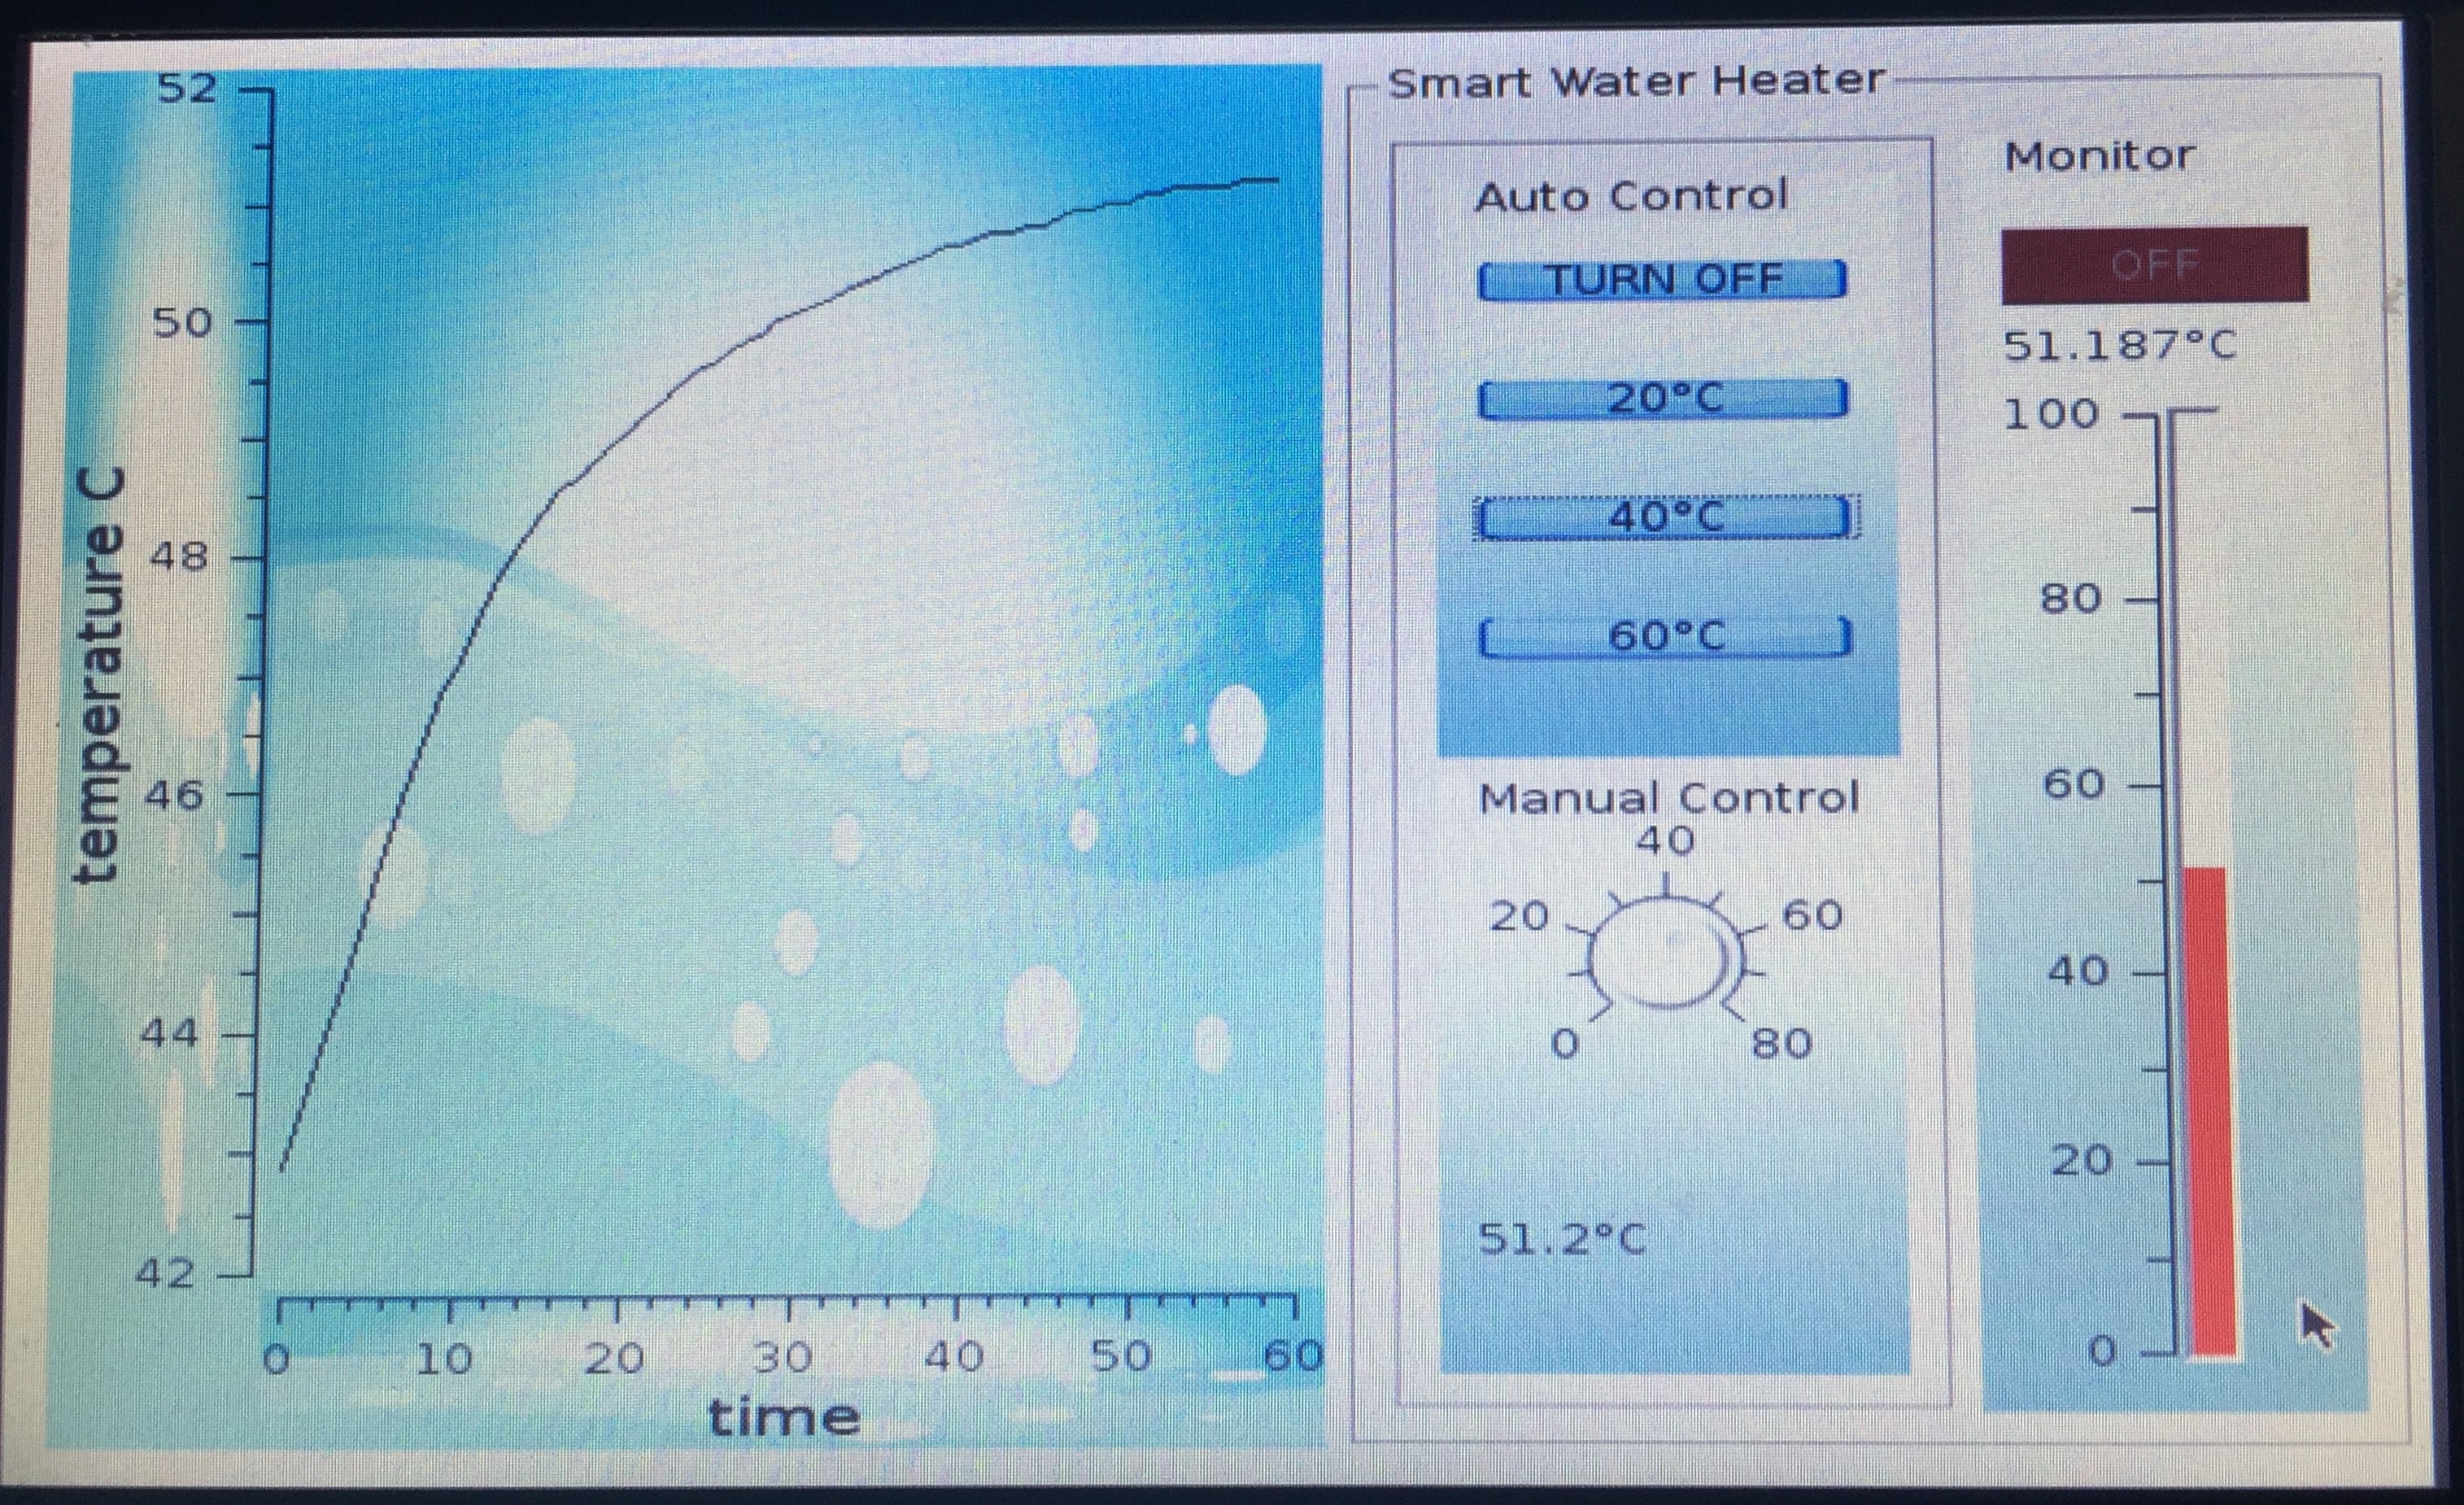 52
50
48
46
44
42
temperature C
0 10 20 30 40 50 60
time
Smart Water Heater
Auto Control
TURN OFF
20°C
40°C
60°C
Manual Control
40
20 60
0 80
51.2°C
Monitor
OFF
51.187°C
100
80
60
40
20
0